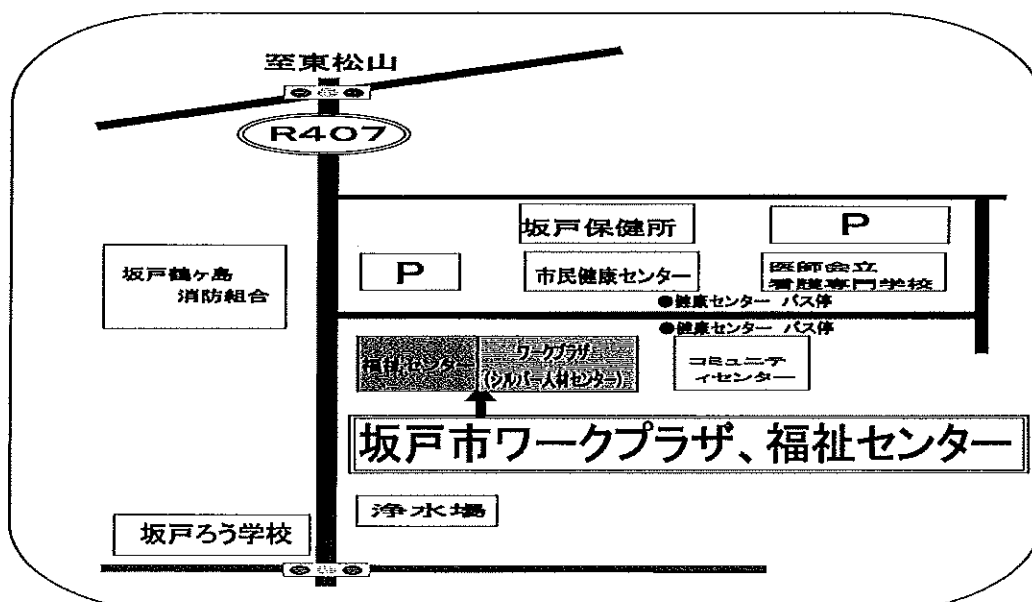 至東松山
R407
坂戸保健所
P
坂戸鶴ヶ島
消防組合
P
市民健康センター
医師会立
看護専門学校
●健康センター バス停
●健康センター バス停
福祉センター
ワークプラザ
(シルバー人材センター)
コミュニテ
ィセンター
坂戸市ワークプラザ、福祉センター
浄水場
坂戸ろう学校